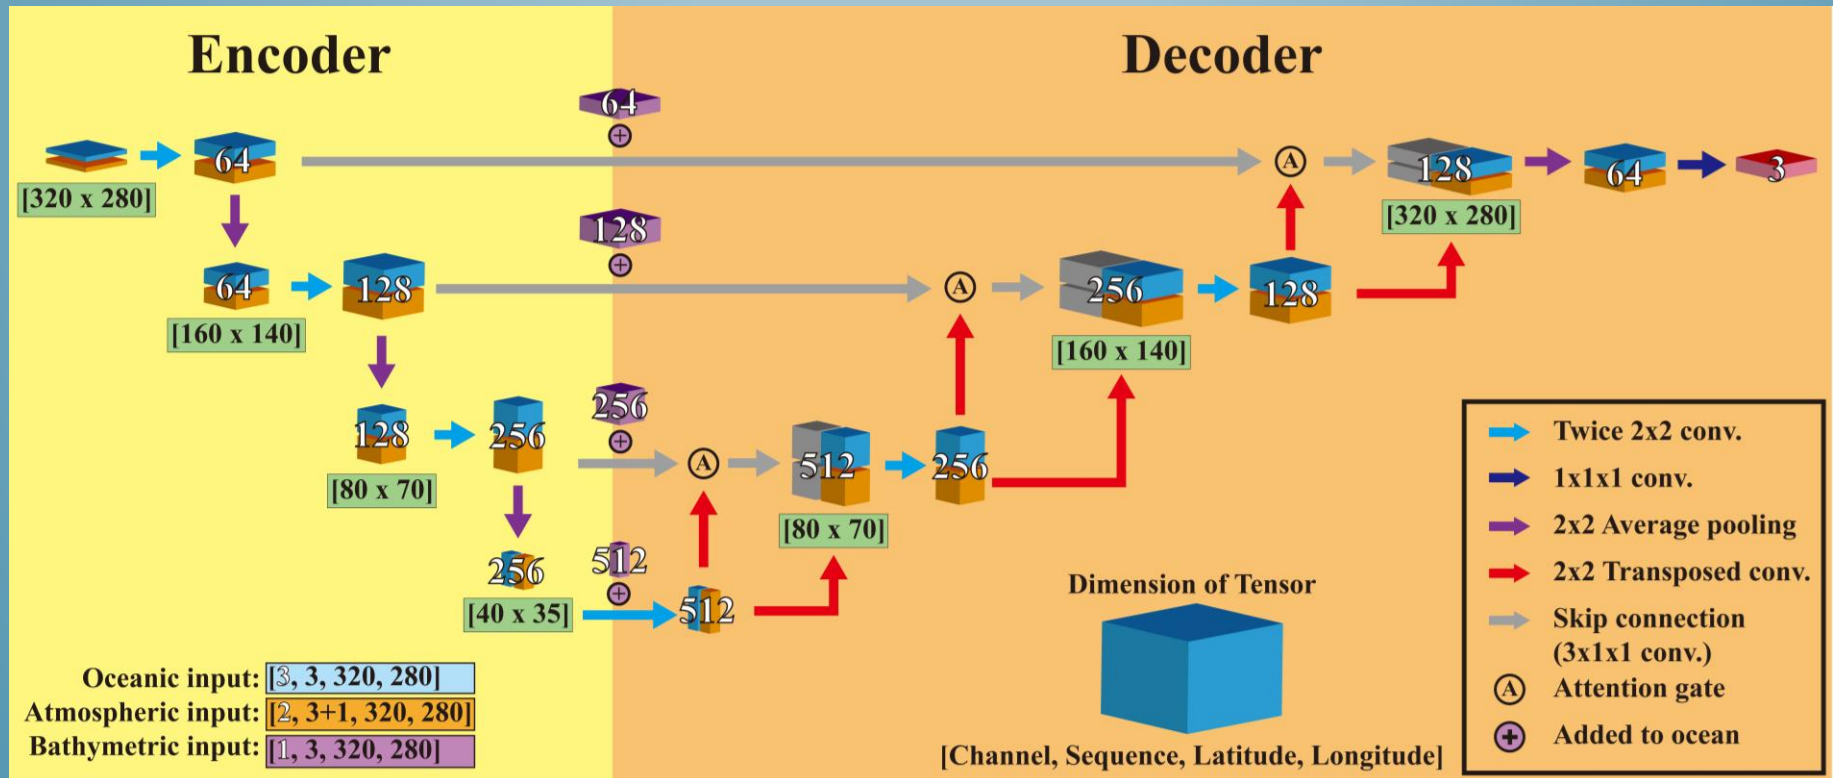 Encoder
Decoder
64
64
A
128
64
3
[320 x 280]
[320 x 280]
128
64
128
A
256
128
[160 x 140]
[160 x 140]
256
128
256
A
512
256
[80 x 70]
[80 x 70]
256
512
512
[40 x 35]
Oceanic input: [3, 3, 320, 280]
Atmospheric input: [2, 3+1, 320, 280]
Bathymetric input: [1, 3, 320, 280]
Dimension of Tensor
[Channel, Sequence, Latitude, Longitude]
Twice 2x2 conv.
1x1x1 conv.
2x2 Average pooling
2x2 Transposed conv.
Skip connection
(3x1x1 conv.)
A Attention gate
+ Added to ocean